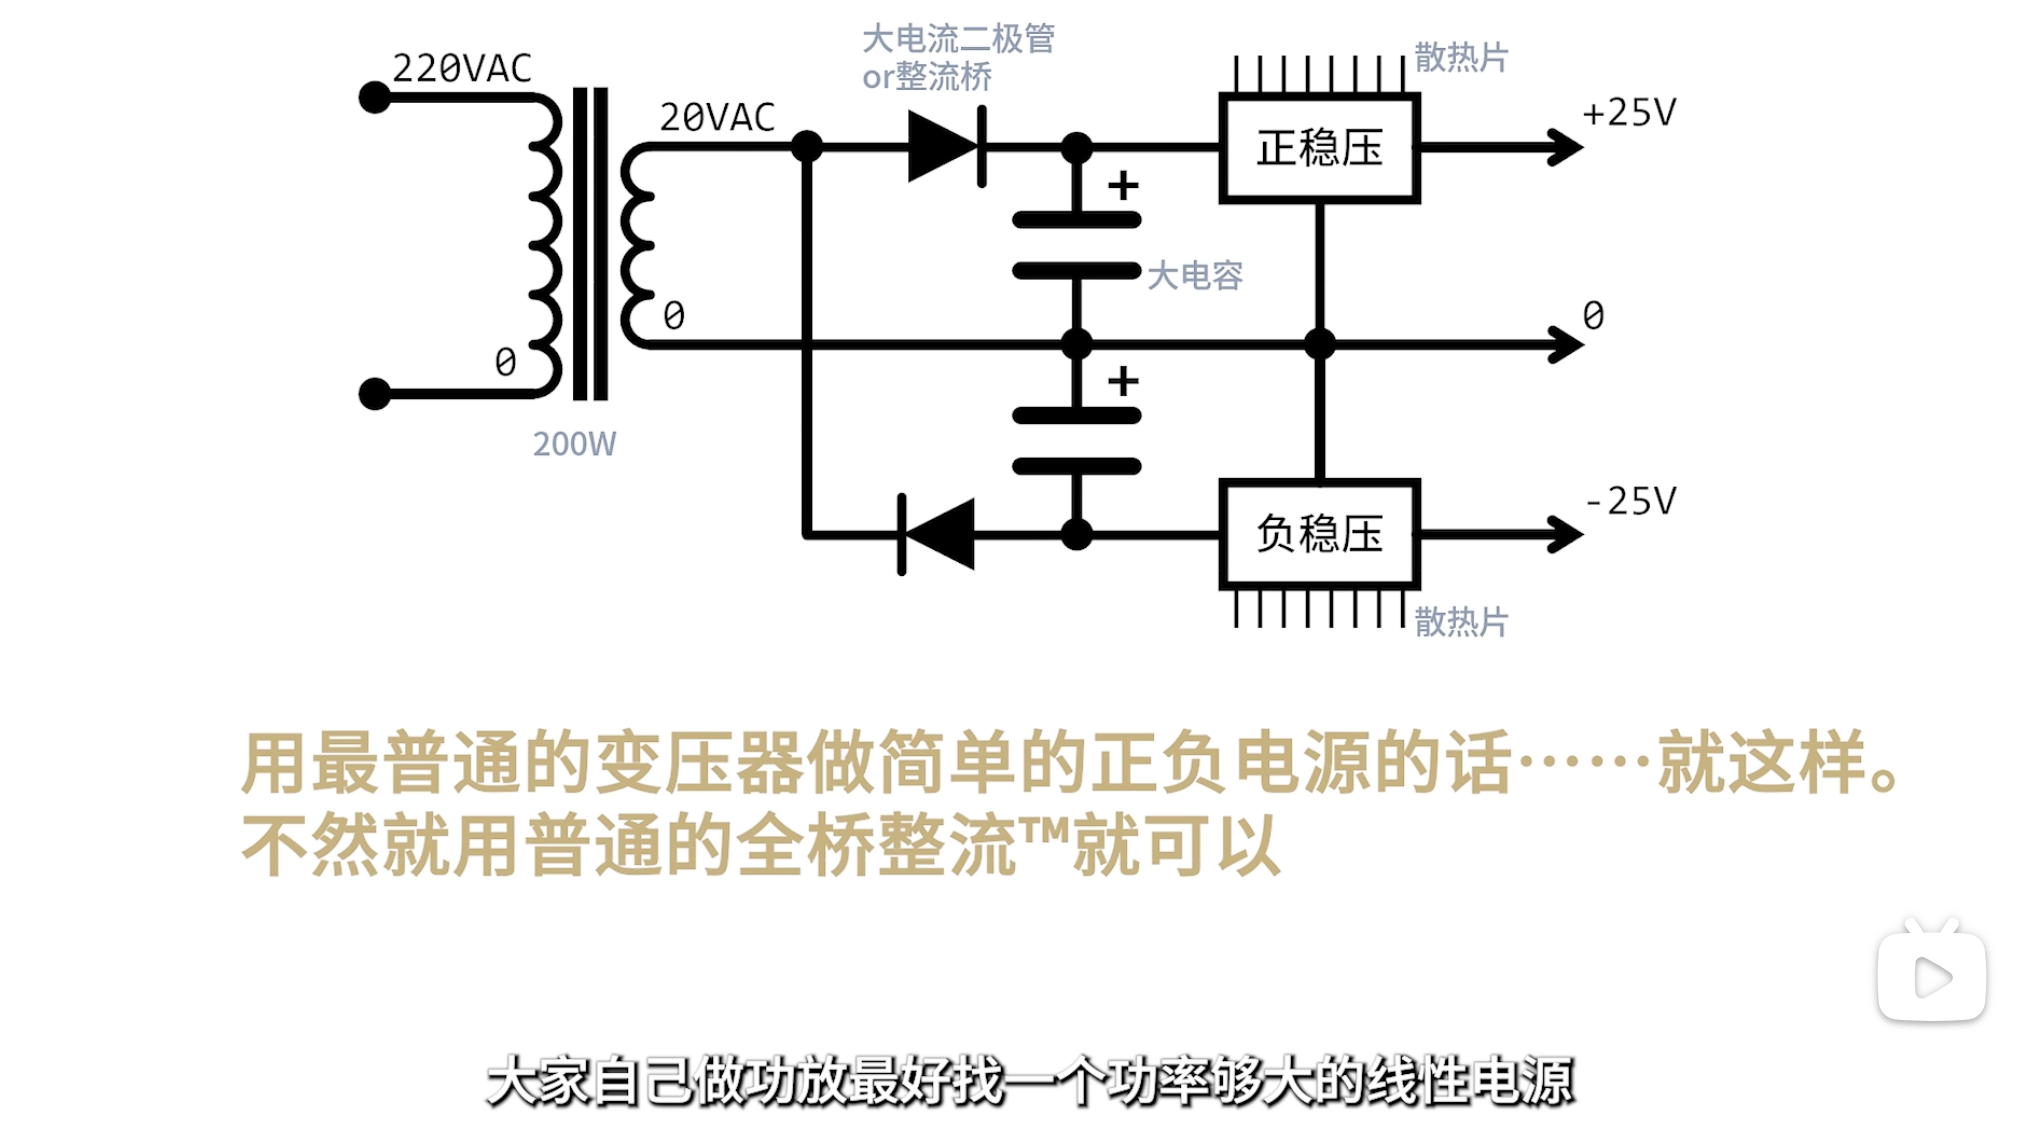 220VAC
0
200W
20VAC
0
大电流二极管
or整流桥
+
大电容
+
散热片
正稳压
+25V
0
负稳压
-25V
散热片
用最普通的变压器做简单的正负电源的话……就这样。
不然就用普通的全桥整流™就可以
大家自己做功放最好找一个功率够大的线性电源